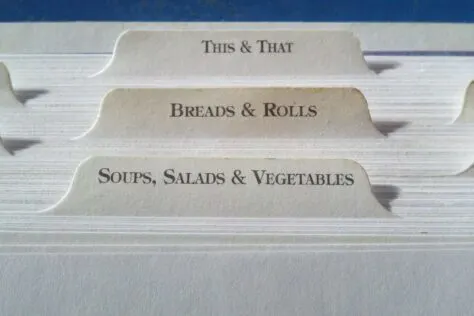 This & That
Breads & Rolls
Soups, Salads & Vegetables